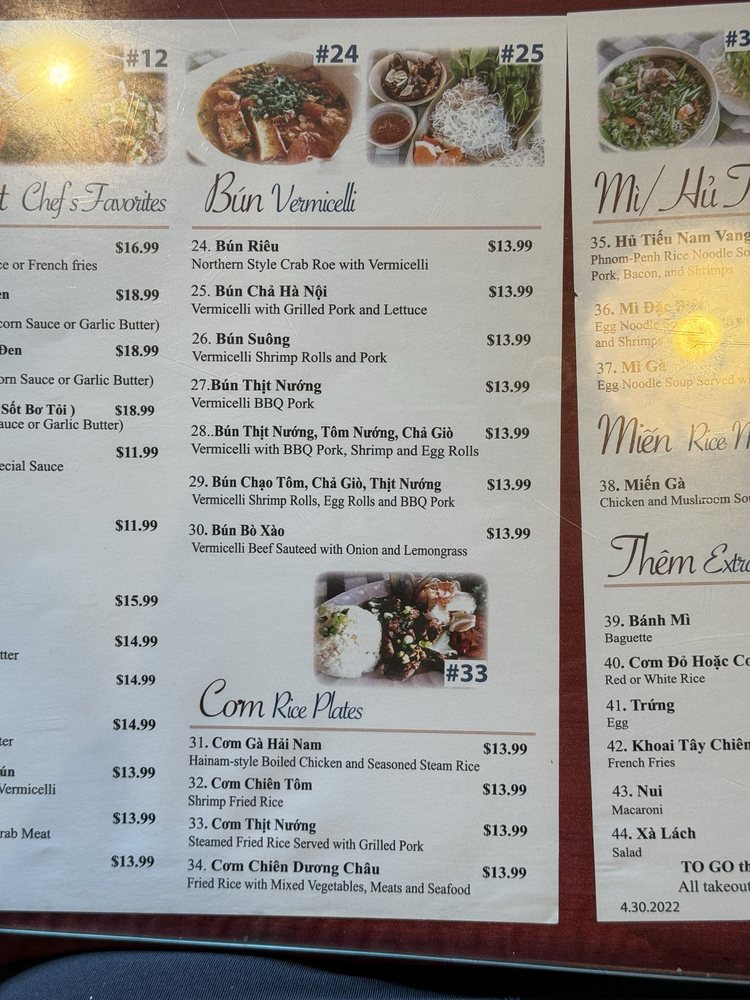 #12
t Chef's Favorites
$16.99
ce or French fries
en $18.99
corn Sauce or Garlic Butter)
Đen $18.99
orn Sauce or Garlic Butter)
Sốt Bơ Tỏi ) $18.99
auce or Garlic Butter)
$11.99
ecial Sauce
$11.99
$15.99
$14.99
tter
$14.99
$14.99
ter
ún $13.99
Vermicelli
$13.99
rab Meat
$13.99
#24
#25
Bún Vermicelli
24. Bún Riêu $13.99
Northern Style Crab Roe with Vermicelli
25. Bún Chả Hà Nội $13.99
Vermicelli with Grilled Pork and Lettuce
26. Bún Suông $13.99
Vermicelli Shrimp Rolls and Pork
27.Bún Thịt Nướng $13.99
Vermicelli BBQ Pork
28..Bún Thịt Nướng, Tôm Nướng, Chả Giò $13.99
Vermicelli with BBQ Pork, Shrimp and Egg Rolls
29. Bún Chạo Tôm, Chả Giò, Thịt Nướng $13.99
Vermicelli Shrimp Rolls, Egg Rolls and BBQ Pork
30. Bún Bò Xào $13.99
Vermicelli Beef Sauteed with Onion and Lemongrass
#33
Cơm Rice Plates
31. Cơm Gà Hải Nam $13.99
Hainam-style Boiled Chicken and Seasoned Steam Rice
32. Cơm Chiên Tôm $13.99
Shrimp Fried Rice
33. Cơm Thịt Nướng $13.99
Steamed Fried Rice Served with Grilled Pork
34. Cơm Chiên Dương Châu $13.99
Fried Rice with Mixed Vegetables, Meats and Seafood
#3
Mì/ Hủ T
35. Hủ Tiếu Nam Vang
Phnom-Penh Rice Noodle So
Pork, Bacon, and Shrimps
36. Mì Đặc
Egg Noodle
and Shrimps
37. Mì Gà
Egg Noodle Soup Served w
Miến Rice N
38. Miến Gà
Chicken and Mushroom Sou
Thêm Extra
39. Bánh Mì
Baguette
40. Cơm Đỏ Hoặc Cơ
Red or White Rice
41. Trứng
Egg
42. Khoai Tây Chiên
French Fries
43. Nui
Macaroni
44. Xà Lách
Salad
TO GO th
All takeout
4.30.2022